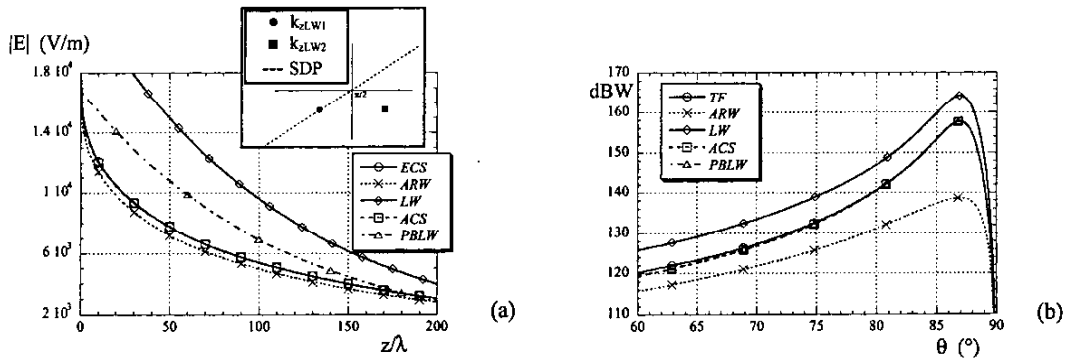 |E| (V/m)
1.8 10⁴
1.4 10⁴
1 10⁴
6 10³
2 10³
0
50
100
150
200
z/λ
k_zLW1
k_zLW2
SDP
π/2
ECS
ARW
LW
ACS
PBLW
(a)
dBW
170
160
150
140
130
120
110
60
65
70
75
80
85
90
θ (°)
TF
ARW
LW
ACS
PBLW
(b)